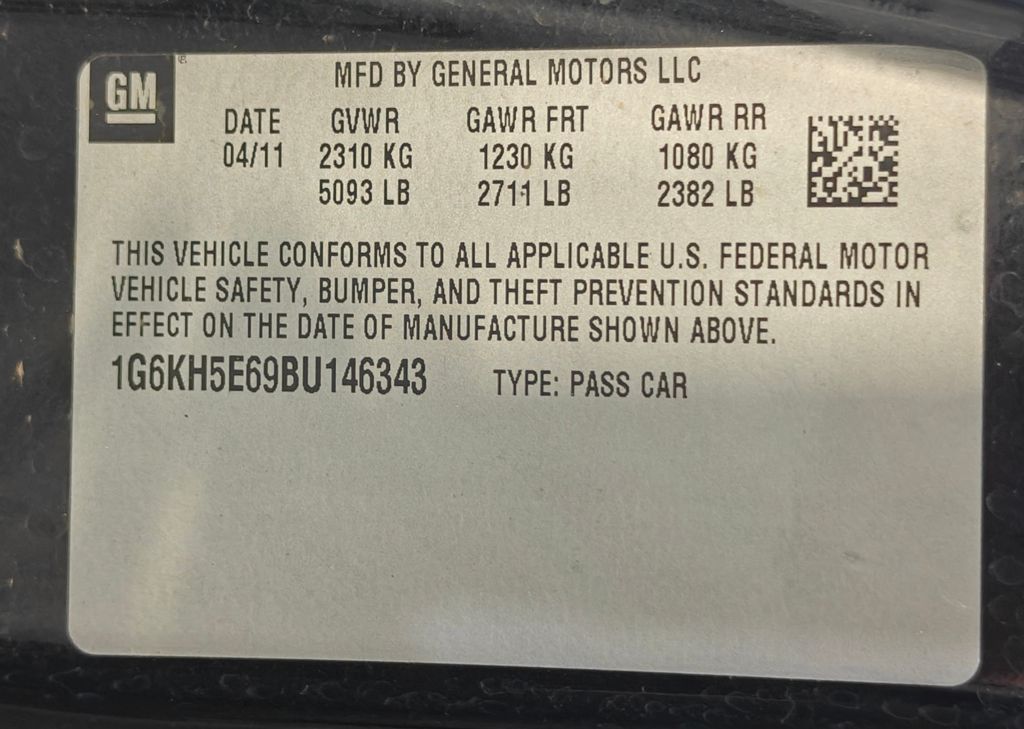 GM®
MFD BY GENERAL MOTORS LLC
DATE GVWR GAWR FRT GAWR RR
04/11 2310 KG 1230 KG 1080 KG
5093 LB 2711 LB 2382 LB
THIS VEHICLE CONFORMS TO ALL APPLICABLE U.S. FEDERAL MOTOR
VEHICLE SAFETY, BUMPER, AND THEFT PREVENTION STANDARDS IN
EFFECT ON THE DATE OF MANUFACTURE SHOWN ABOVE.
1G6KH5E69BU146343 TYPE: PASS CAR